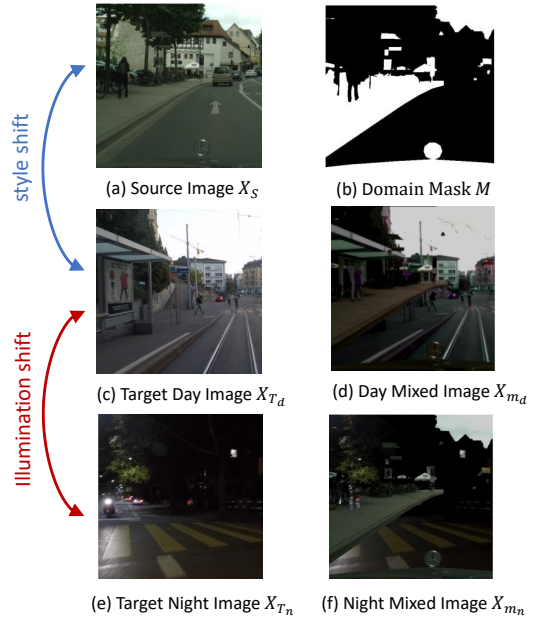 style shift
Illumination shift
(a) Source Image X_S
(b) Domain Mask M
(c) Target Day Image X_{T_d}
(d) Day Mixed Image X_{m_d}
(e) Target Night Image X_{T_n}
(f) Night Mixed Image X_{m_n}